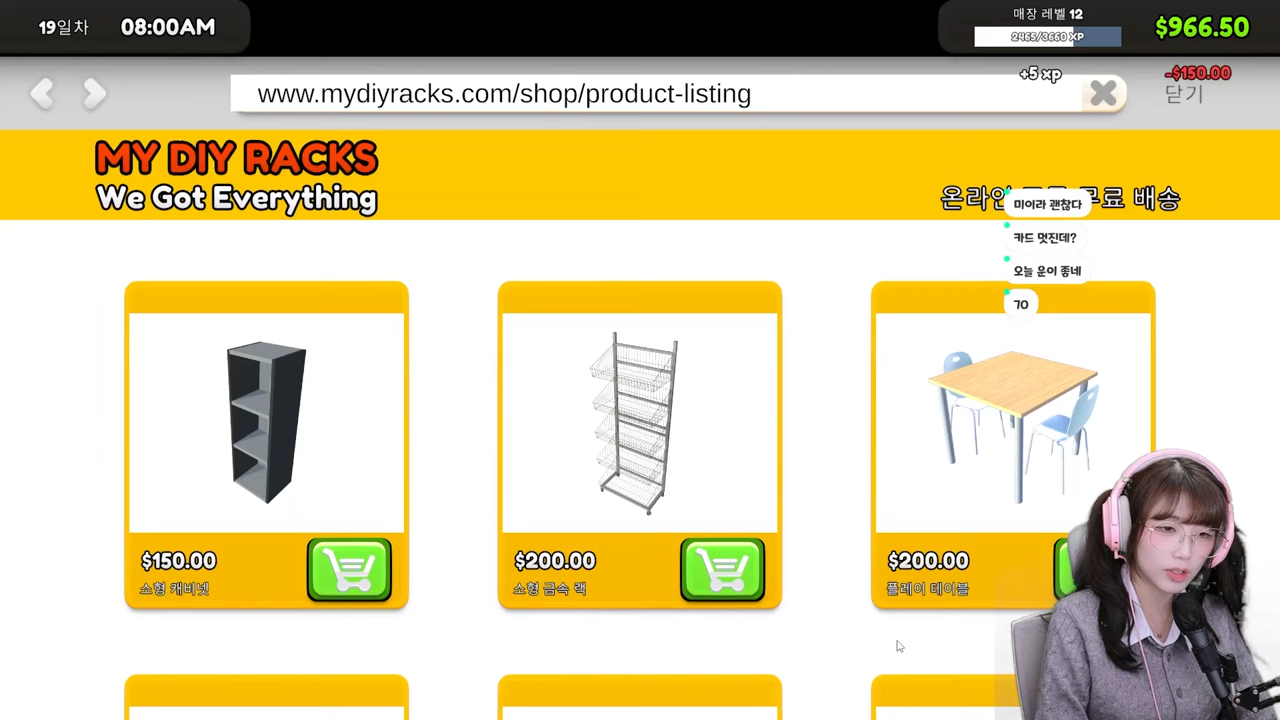 19일차
08:00AM
매장 레벨 12
2465/3660 XP
$966.50
+5 xp
-$150.00
www.mydiyracks.com/shop/product-listing
닫기
MY DIY RACKS
We Got Everything
온라인
무료 배송
미이라 괜찮다
카드 멋진데?
오늘 운이 좋네
70
$150.00
소형 캐비넷
$200.00
소형 금속 랙
$200.00
플레이 테이블